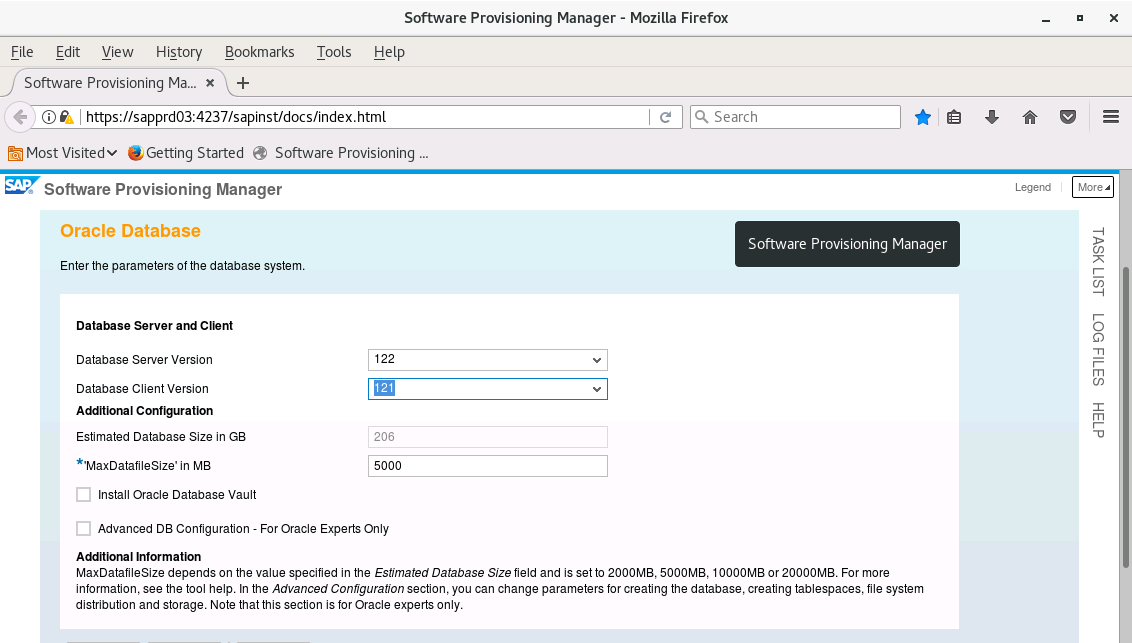 Software Provisioning Manager - Mozilla Firefox
File Edit View History Bookmarks Tools Help
Software Provisioning Ma...
https://sapprd03:4237/sapinst/docs/index.html Search
Most Visited Getting Started Software Provisioning ...
SAP Software Provisioning Manager Legend More
Oracle Database
Software Provisioning Manager
Enter the parameters of the database system.
TASK LIST
LOG FILES
HELP
Database Server and Client
Database Server Version 122
Database Client Version 121
Additional Configuration
Estimated Database Size in GB 206
*'MaxDatafileSize' in MB 5000
Install Oracle Database Vault
Advanced DB Configuration - For Oracle Experts Only
Additional Information
MaxDatafileSize depends on the value specified in the Estimated Database Size field and is set to 2000MB, 5000MB, 10000MB or 20000MB. For more
information, see the tool help. In the Advanced Configuration section, you can change parameters for creating the database, creating tablespaces, file system
distribution and storage. Note that this section is for Oracle experts only.